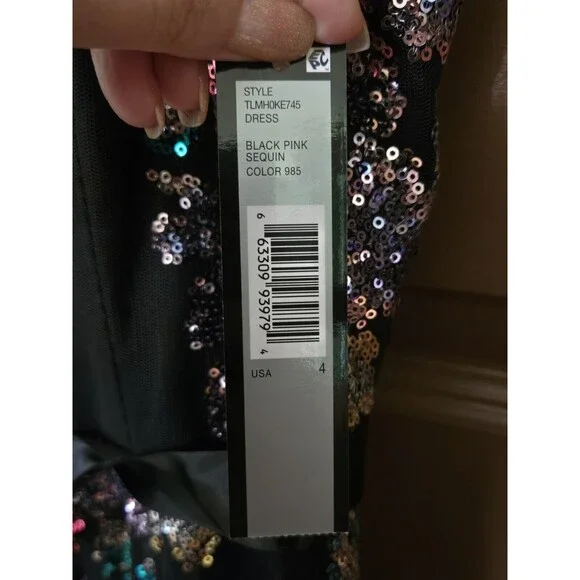 STYLE
TLMH0KE745
DRESS
BLACK PINK
SEQUIN
COLOR 985
6 63309 93979 4
USA 4